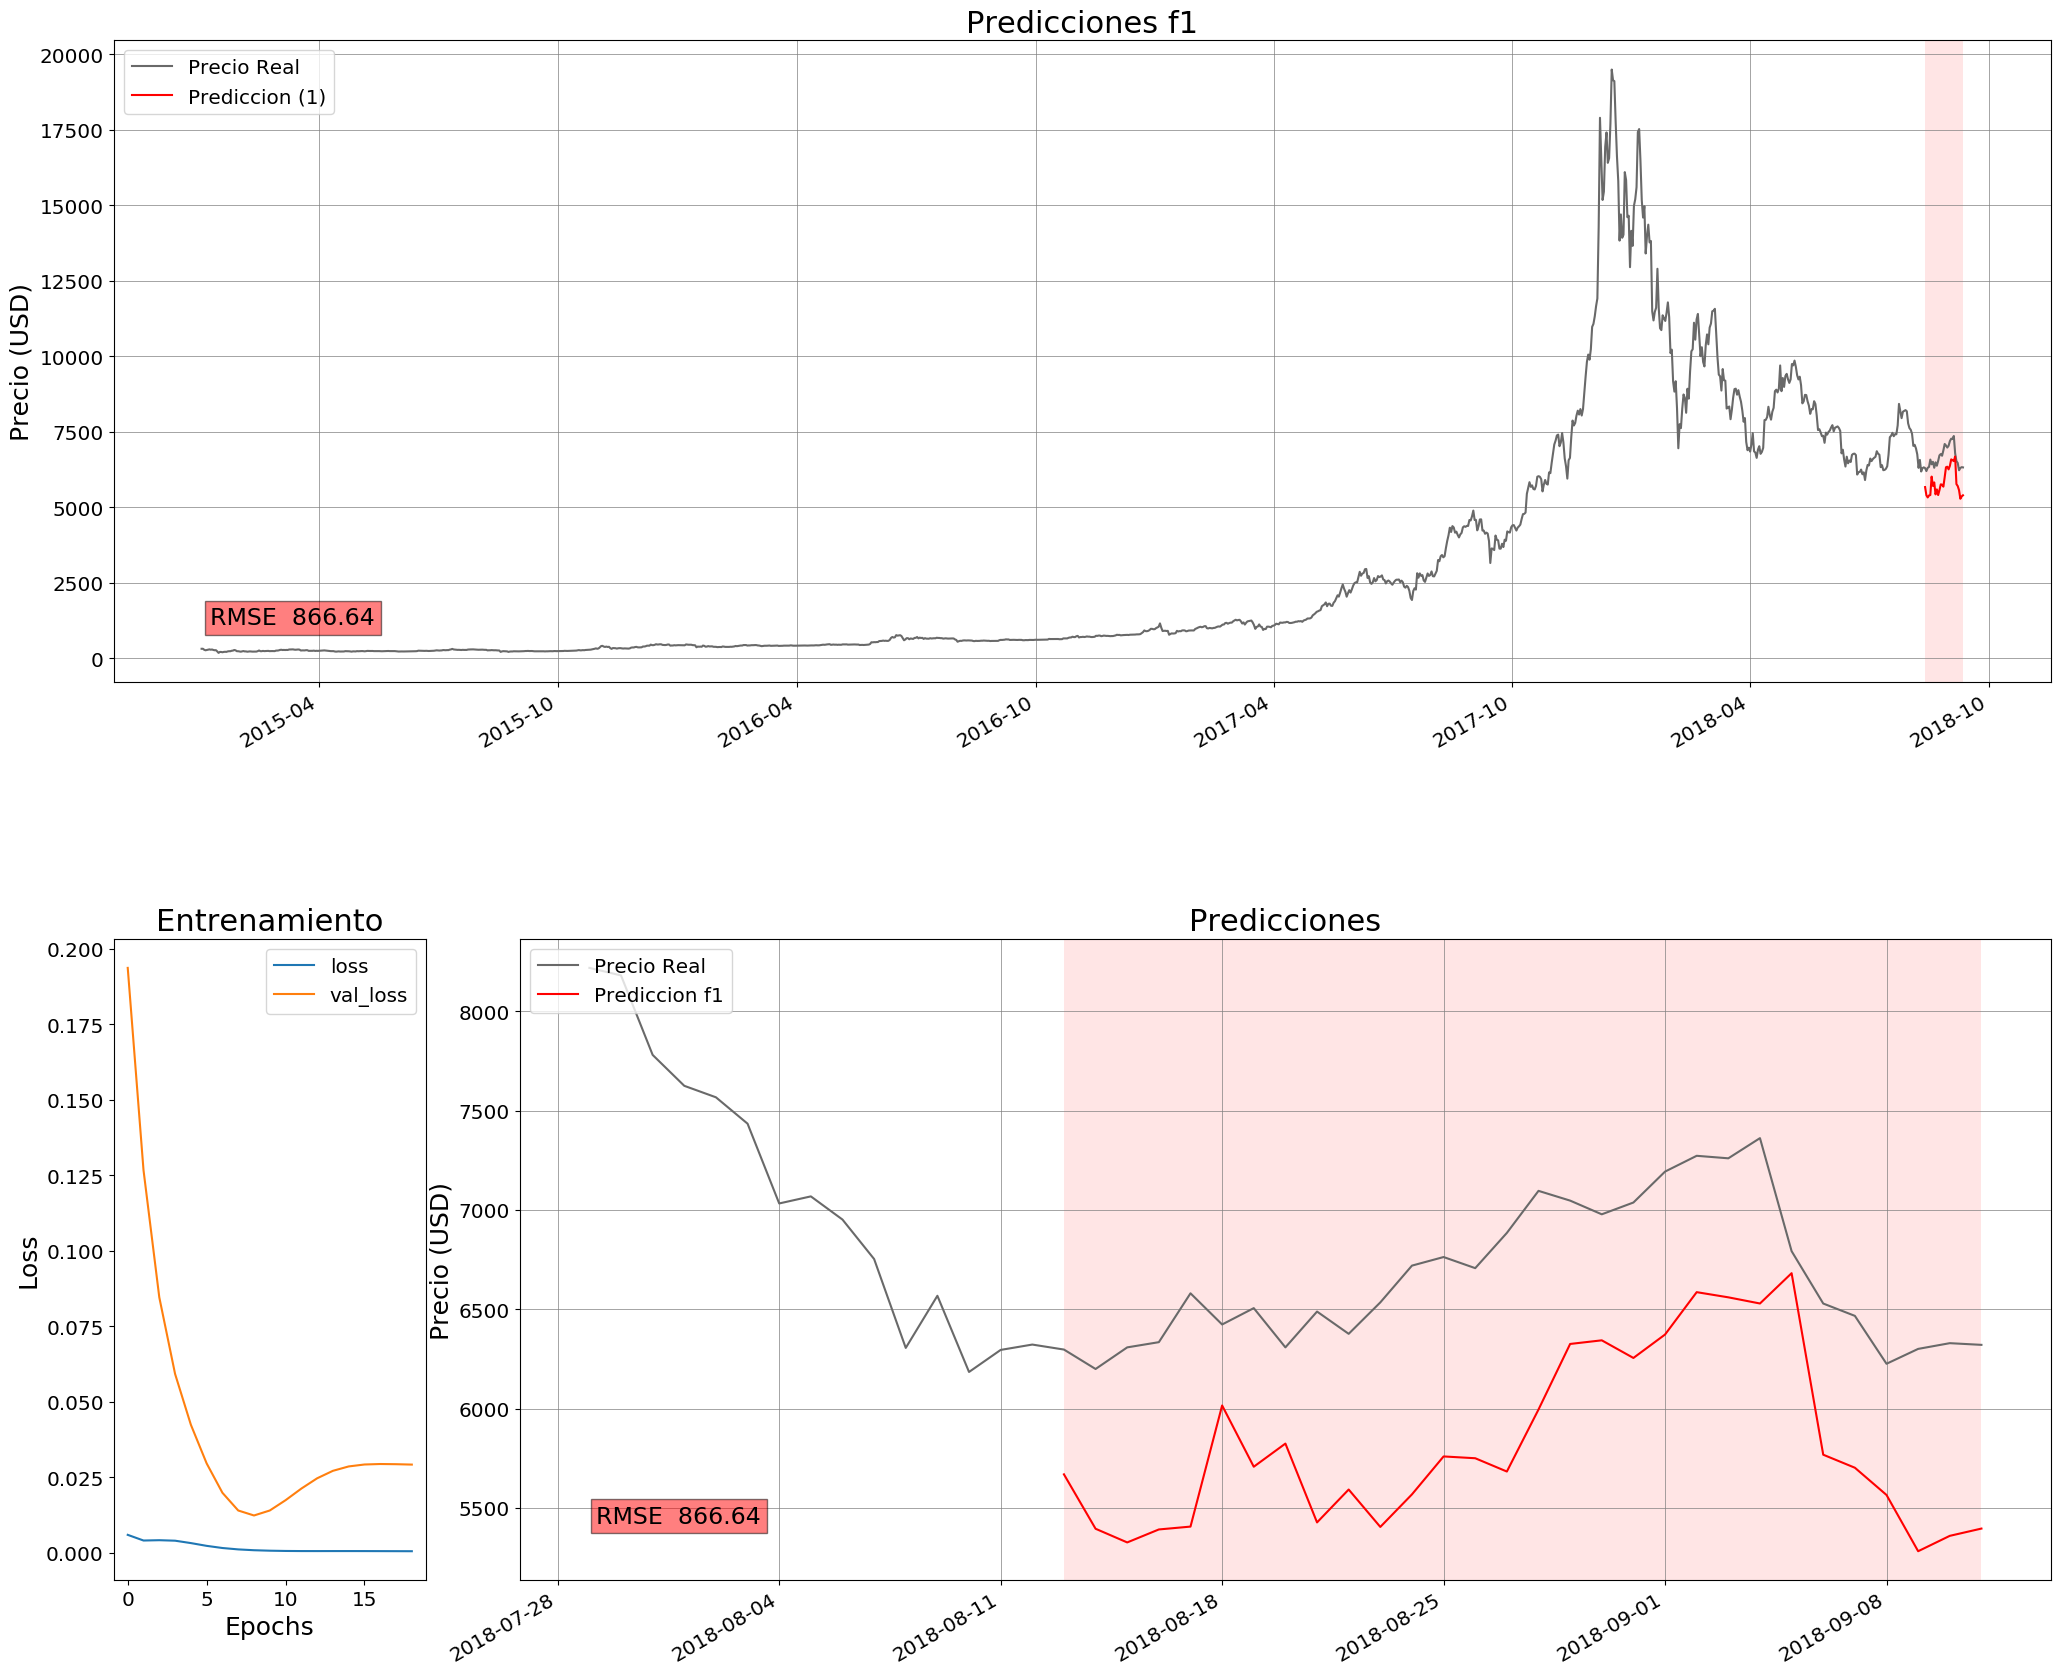 Predicciones f1
Precio (USD)
20000
17500
15000
12500
10000
7500
5000
2500
0
Precio Real
Prediccion (1)
RMSE  866.64
2015-04
2015-10
2016-04
2016-10
2017-04
2017-10
2018-04
2018-10
Entrenamiento
Loss
0.200
0.175
0.150
0.125
0.100
0.075
0.050
0.025
0.000
loss
val_loss
0
5
10
15
Epochs
Predicciones
Precio (USD)
8000
7500
7000
6500
6000
5500
Precio Real
Prediccion f1
RMSE  866.64
2018-07-28
2018-08-04
2018-08-11
2018-08-18
2018-08-25
2018-09-01
2018-09-08